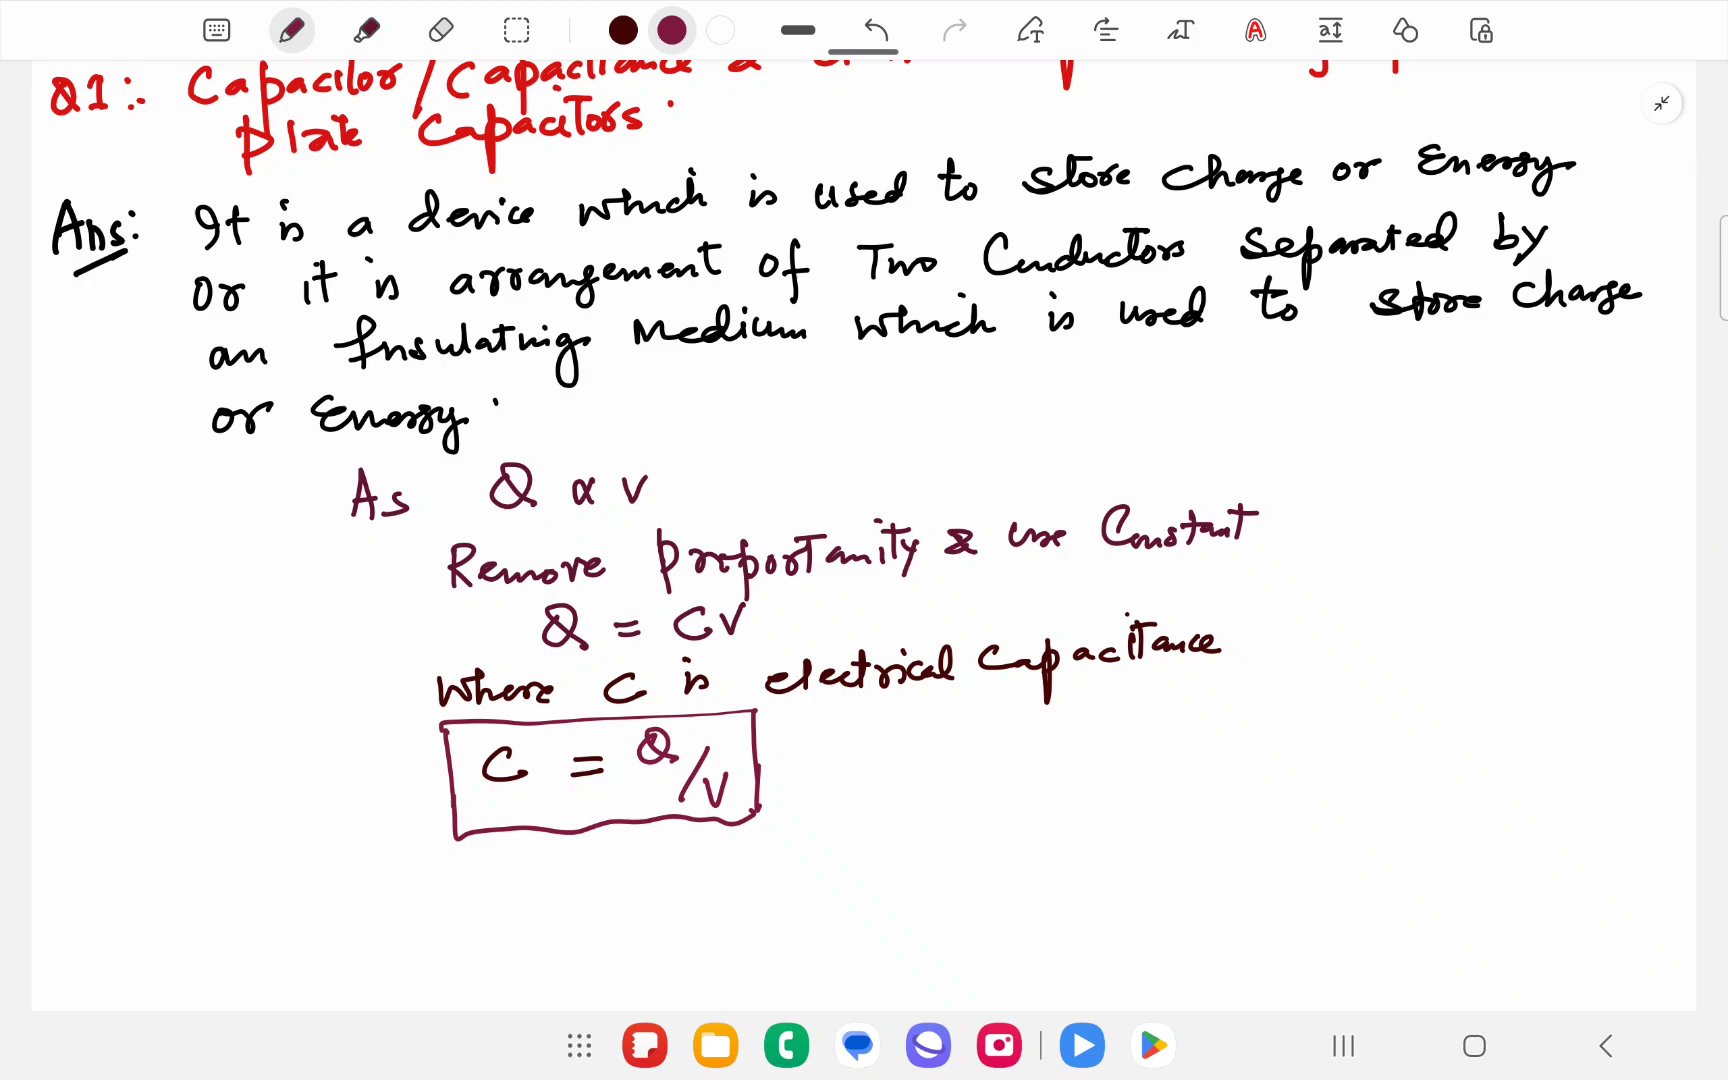 Q1:- Capacitor/Capacitance &
plate Capacitors.
Ans: It is a device which is used to store charge or Energy
Or it is arrangement of Two Conductors Separated by
an Insulating Medium which is used to store charge
or Energy.
As Q ∝ V
Remove proportanity & use Constant
Q = CV
Where C is electrical Capacitance
C = Q/V